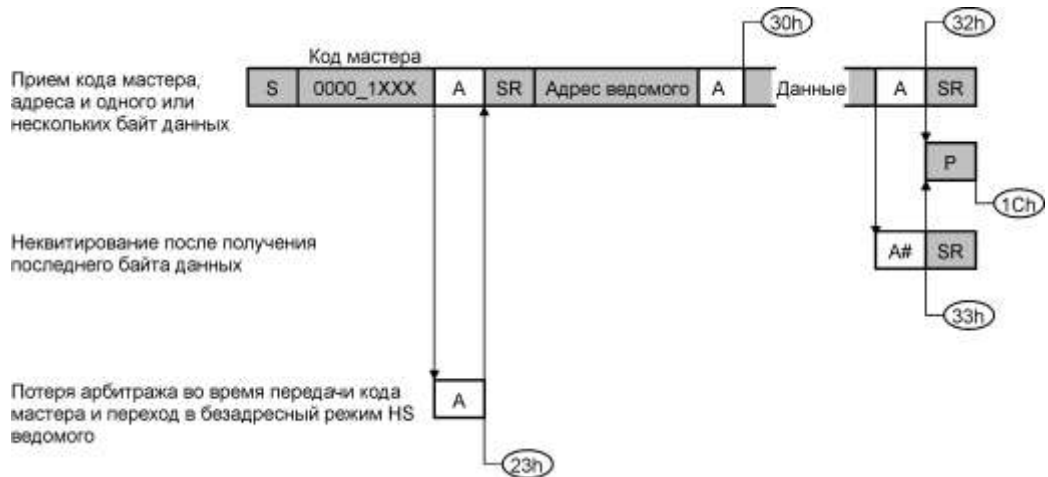 30h
32h
Код мастера
Прием кода мастера,
адреса и одного или
нескольких байт данных
S 0000_1XXX A SR Адрес ведомого A Данные A SR
P
1Ch
Неквитирование после получения
последнего байта данных
A# SR
33h
Потеря арбитража во время передачи кода
мастера и переход в безадресный режим HS
ведомого
A
23h